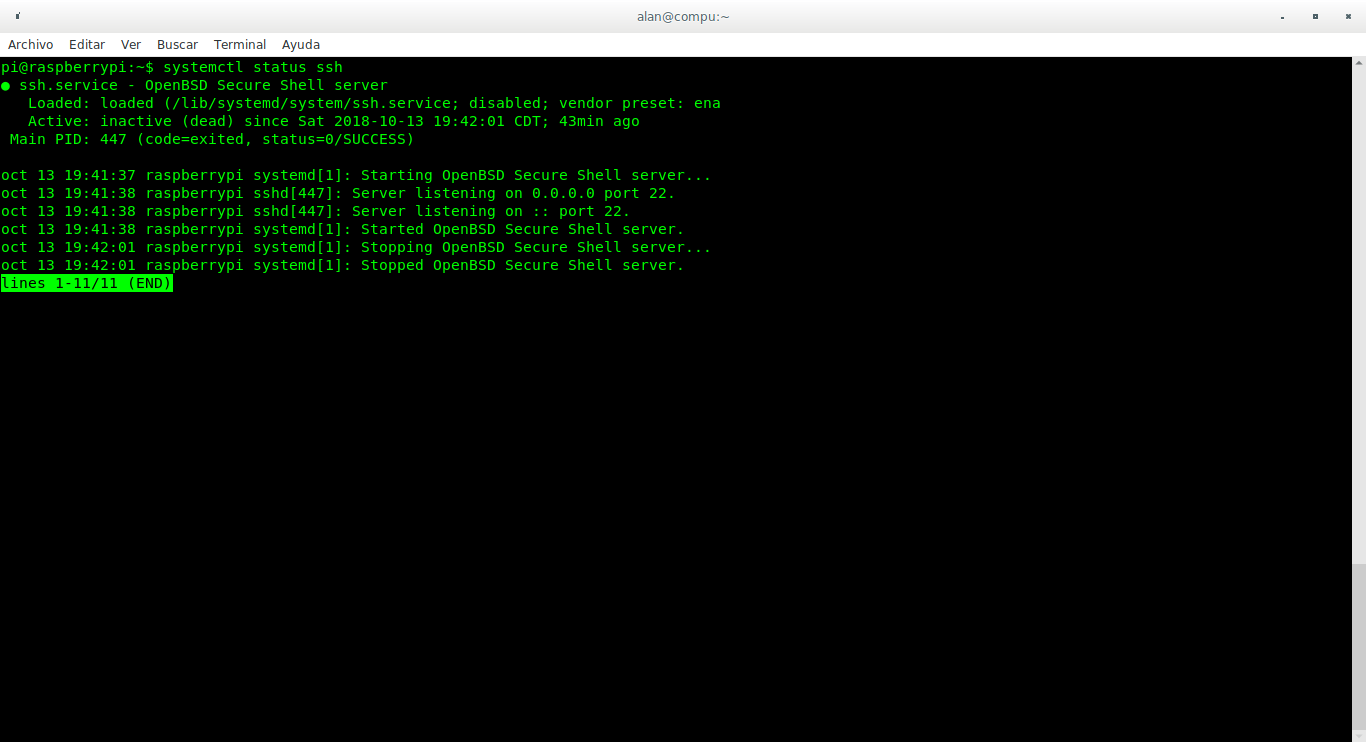 alan@compu:~
Archivo Editar Ver Buscar Terminal Ayuda
pi@raspberrypi:~$ systemctl status ssh
● ssh.service - OpenBSD Secure Shell server
   Loaded: loaded (/lib/systemd/system/ssh.service; disabled; vendor preset: ena
   Active: inactive (dead) since Sat 2018-10-13 19:42:01 CDT; 43min ago
 Main PID: 447 (code=exited, status=0/SUCCESS)

oct 13 19:41:37 raspberrypi systemd[1]: Starting OpenBSD Secure Shell server...
oct 13 19:41:38 raspberrypi sshd[447]: Server listening on 0.0.0.0 port 22.
oct 13 19:41:38 raspberrypi sshd[447]: Server listening on :: port 22.
oct 13 19:41:38 raspberrypi systemd[1]: Started OpenBSD Secure Shell server.
oct 13 19:42:01 raspberrypi systemd[1]: Stopping OpenBSD Secure Shell server...
oct 13 19:42:01 raspberrypi systemd[1]: Stopped OpenBSD Secure Shell server.
lines 1-11/11 (END)